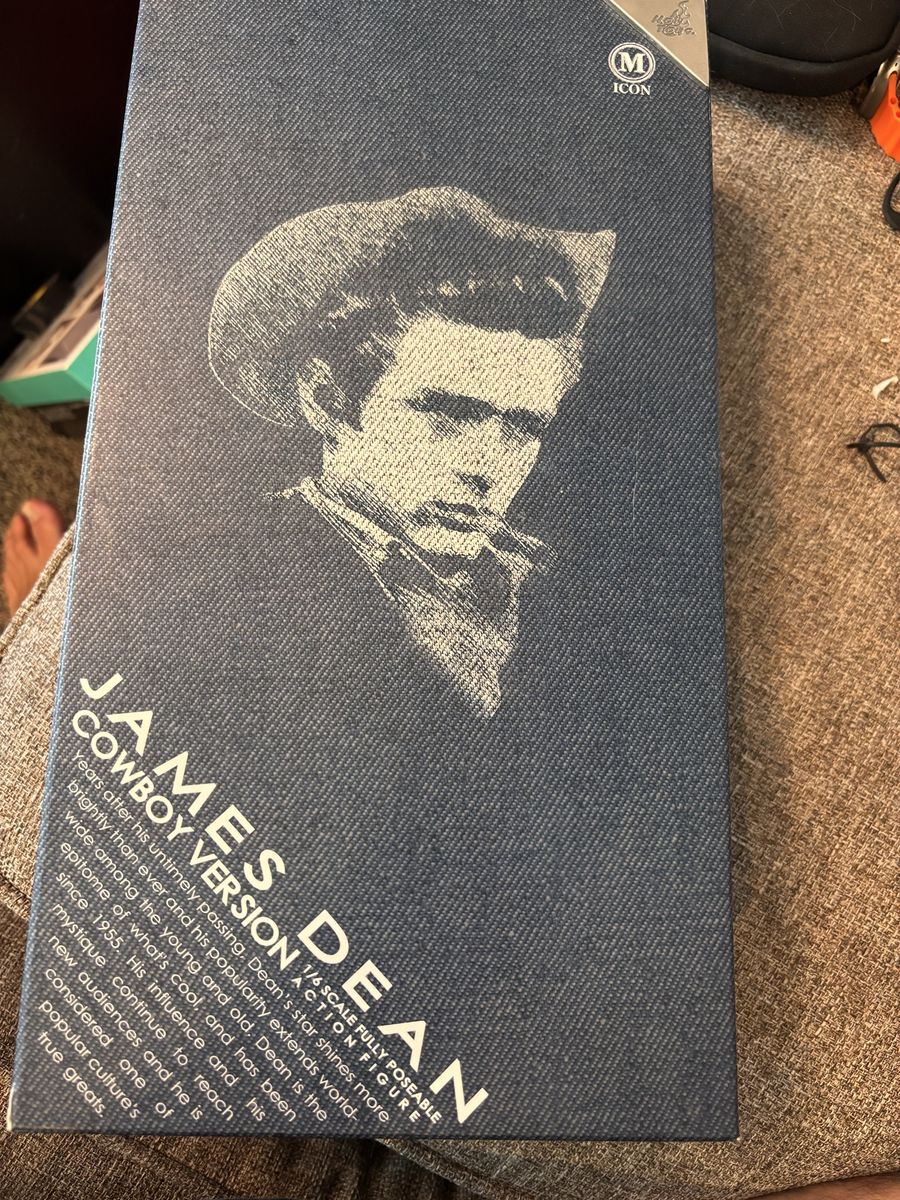 HOT TOYS
M
ICON
JAMES DEAN
COWBOY VERSION
1/6 SCALE FULLY POSEABLE
ACTION FIGURE
Years after his untimely passing, Dean's star shines more
brightly than ever and his popularity extends world-
wide among the young and old. Dean is the
epitome of what's cool, and has been
since 1955. His influence and his
mystique continue to reach
new audiences and he is
considered one of
popular culture's
true greats.